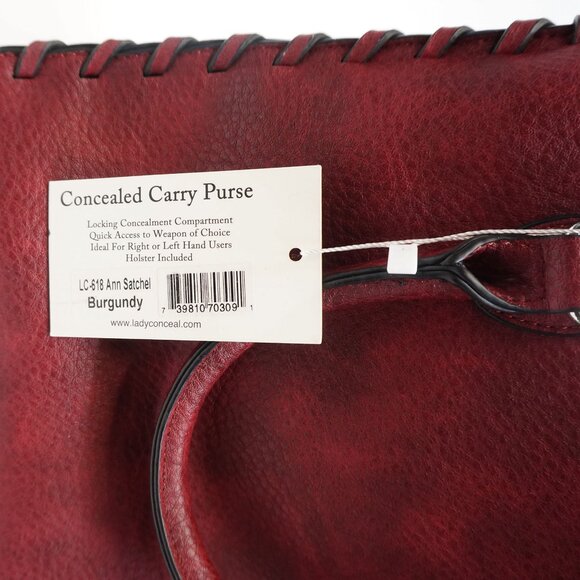 Concealed Carry Purse
Locking Concealment Compartment
Quick Access to Weapon of Choice
Ideal For Right or Left Hand Users
Holster Included
LC-618 Ann Satchel
Burgundy
7 39810 70309 1
www.ladyconceal.com